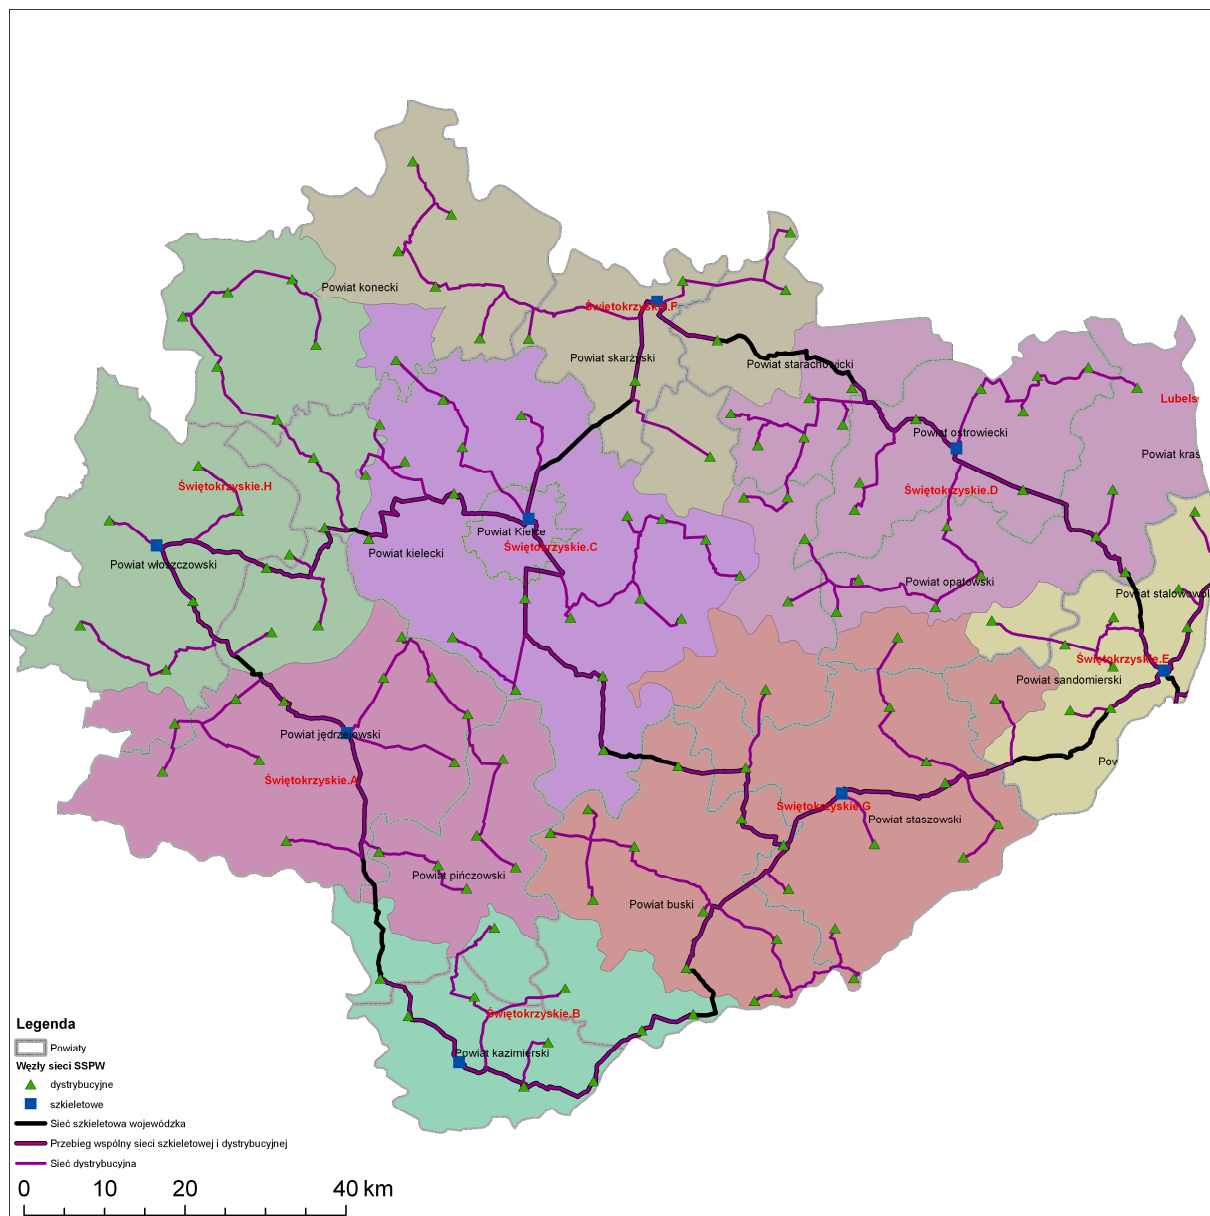 Świętokrzyskie.F
Powiat konecki
Powiat skarżyski
Powiat starachowicki
Lubels
Powiat ostrowiecki
Powiat kras
Świętokrzyskie.H
Świętokrzyskie.D
Powiat Kielce
Świętokrzyskie.C
Powiat kielecki
Powiat włoszczowski
Powiat opatowski
Powiat stalowowol
Świętokrzyskie.E
Powiat sandomierski
Powiat jędrzejowski
Pow
Świętokrzyskie.A
Świętokrzyskie.G
Powiat staszowski
Powiat pińczowski
Powiat buski
Świętokrzyskie.B
Powiat kazimierski
Legenda
Powiaty
Węzły sieci SSPW
dystrybucyjne
szkieletowe
Sieć szkieletowa wojewódzka
Przebieg wspólny sieci szkieletowej i dystrybucyjnej
Sieć dystrybucyjna
0 10 20 40 km